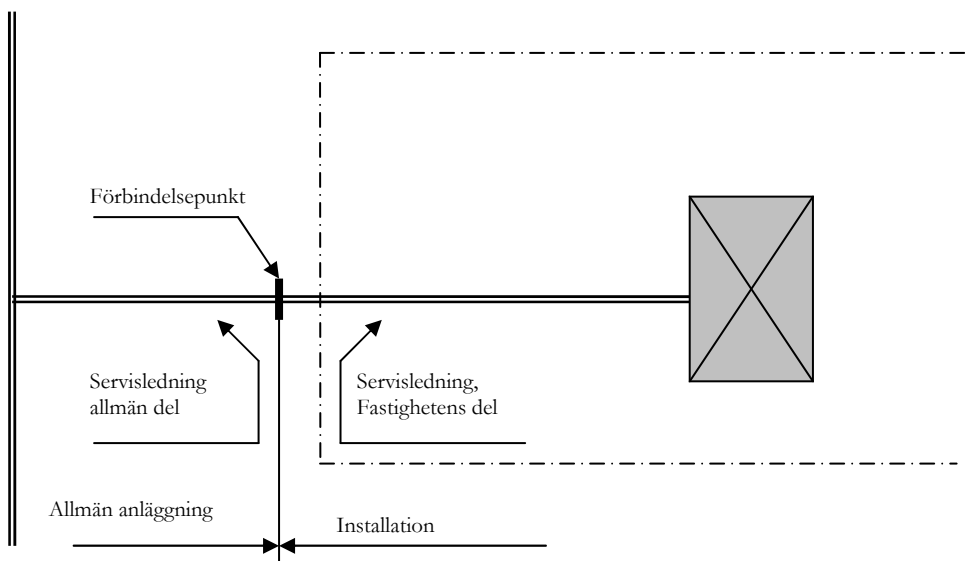 Förbindelsepunkt
Servisledning
allmän del
Servisledning,
Fastighetens del
Allmän anläggning
Installation